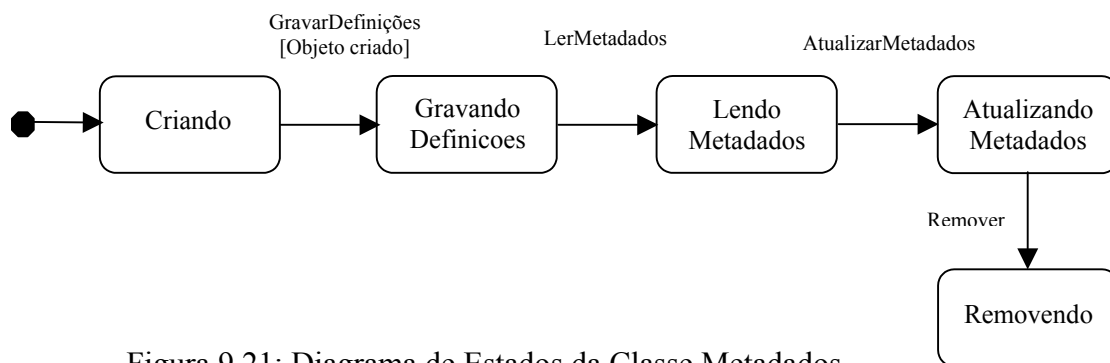 GravarDefinições
[Objeto criado]
LerMetadados
AtualizarMetadados
Criando
Gravando
Definicoes
Lendo
Metadados
Atualizando
Metadados
Remover
Removendo
Figura 9.21: Diagrama de Estados da Classe Metadados